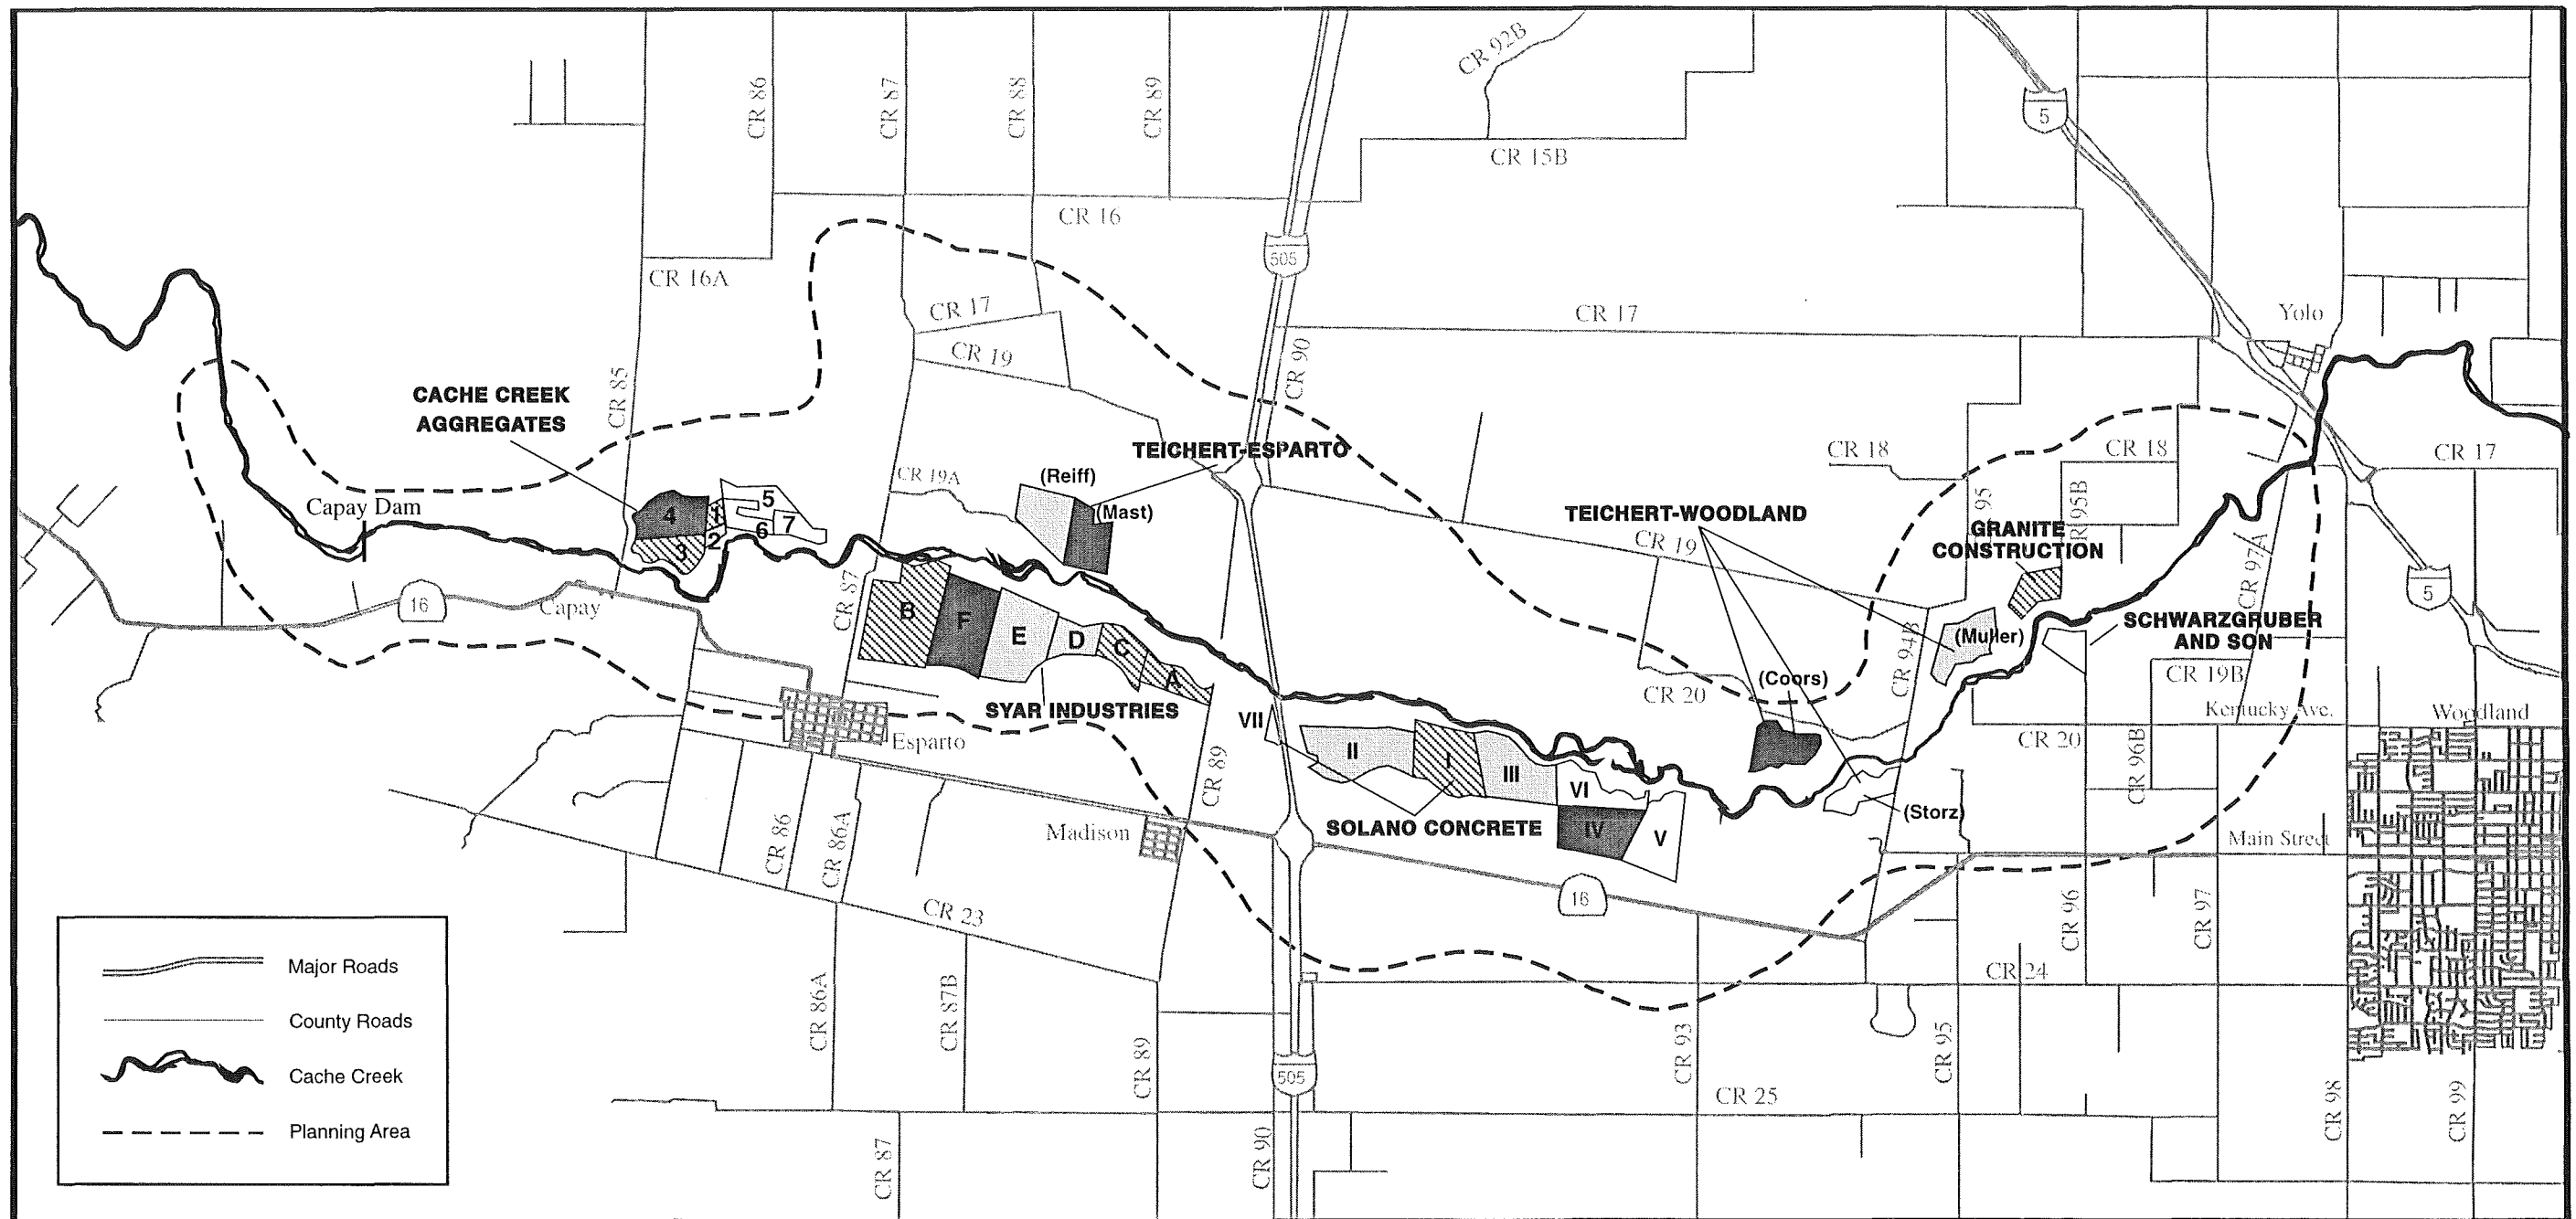 CR 92B
CR 86
CR 87
CR 88
CR 89
5
CR 15B
CR 16
505
CR 16A
CR 17
CR 17
Yolo
CR 19
CR 90
CR 85
CACHE CREEK
AGGREGATES
TEICHERT-ESPARTO
CR 18
CR 18
CR 17
CR 19A
(Reiff)
(Mast)
Capay Dam
4
1
5
7
6
2
3
TEICHERT-WOODLAND
CR 19
95
GRANITE
CONSTRUCTION
CR 95B
CR 97A
5
16
Capay
CR 87
B
F
E
D
C
A
(Muller)
SCHWARZGRUBER
AND SON
CR 94B
CR 19B
(Coors)
CR 20
SYAR INDUSTRIES
VII
Kentucky Ave.
Woodland
Esparto
II
I
III
VI
CR 20
CR 96B
CR 89
IV
V
(Storz)
Madison
SOLANO CONCRETE
Main Street
CR 86
CR 86A
16
CR 23
CR 96
CR 97
CR 24
Major Roads
County Roads
Cache Creek
Planning Area
CR 86A
CR 87B
CR 89
505
CR 93
CR 95
CR 25
CR 87
CR 90
CR 98
CR 99